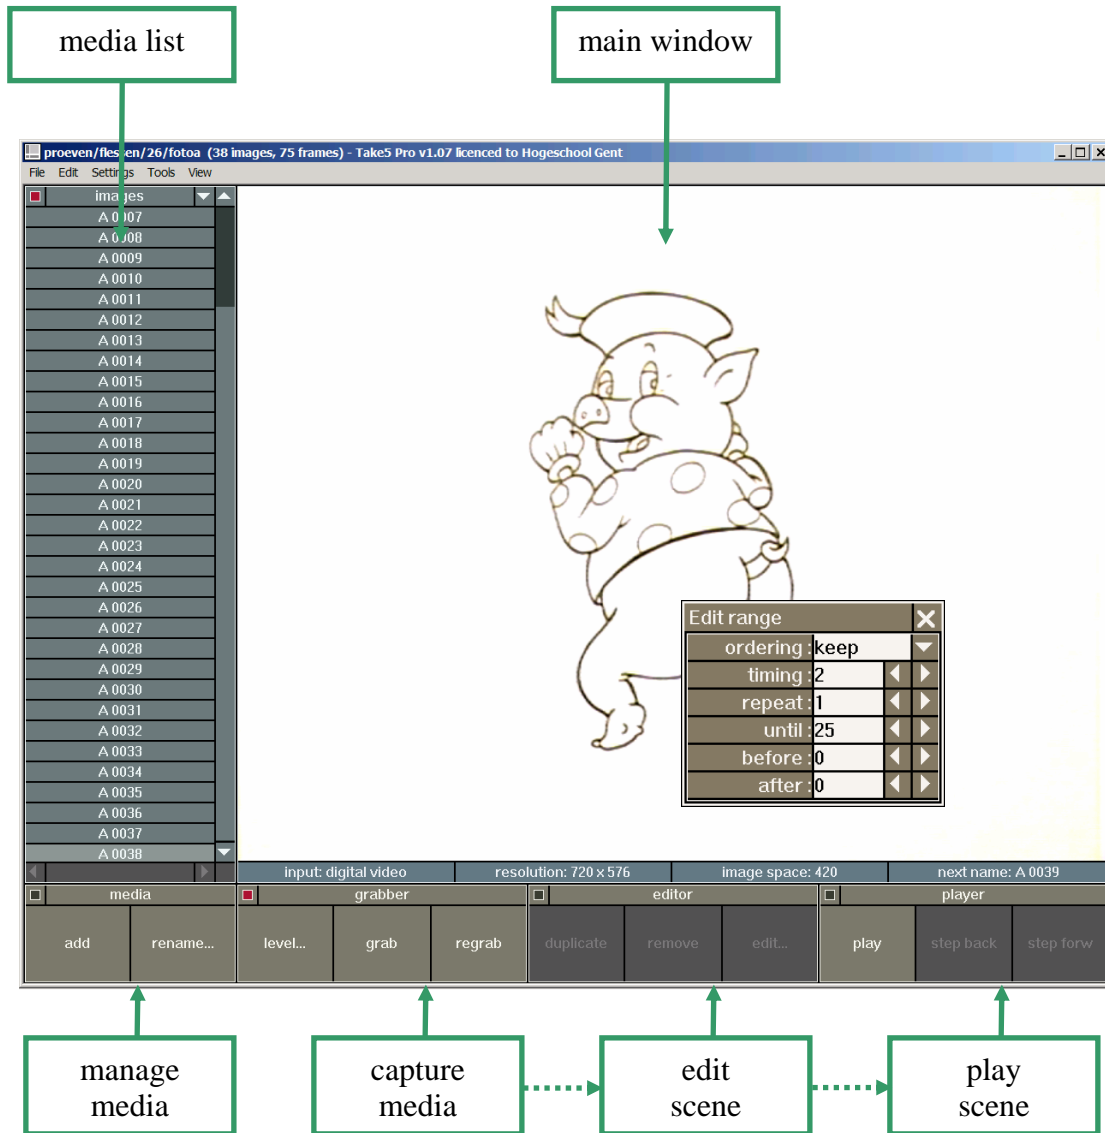 media list
main window
proeven/flessen/26/fotoa (38 images, 75 frames) - Take5 Pro v1.07 licenced to Hogeschool Gent
File Edit Settings Tools View
images
A 0007
A 0008
A 0009
A 0010
A 0011
A 0012
A 0013
A 0014
A 0015
A 0016
A 0017
A 0018
A 0019
A 0020
A 0021
A 0022
A 0023
A 0024
A 0025
A 0026
A 0027
A 0028
A 0029
A 0030
A 0031
A 0032
A 0033
A 0034
A 0035
A 0036
A 0037
A 0038
Edit range
ordering : keep
timing : 2
repeat : 1
until : 25
before : 0
after : 0
input: digital video resolution: 720 x 576 image space: 420 next name: A 0039
media grabber editor player
add rename... level... grab regrab duplicate remove edit... play step back step forw
manage
media
capture
media
edit
scene
play
scene